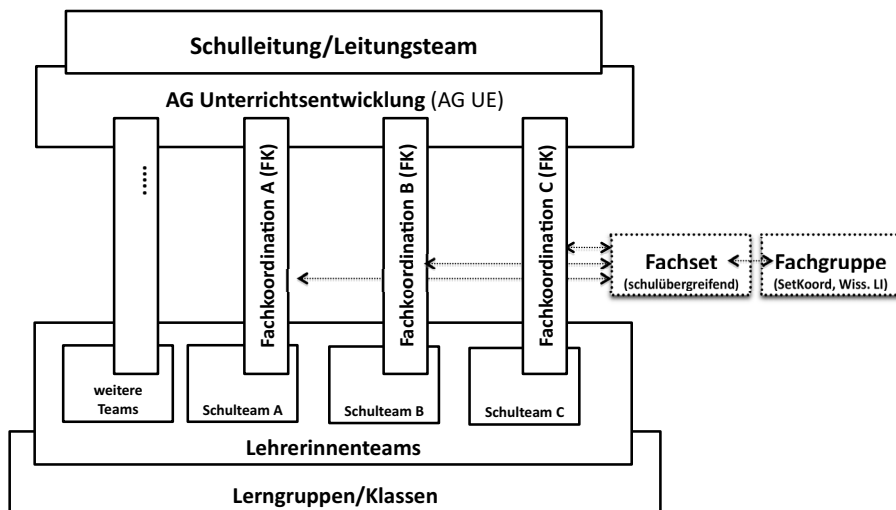 Schulleitung/Leitungsteam
AG Unterrichtsentwicklung (AG UE)
.....
Fachkoordination A (FK)
Fachkoordination B (FK)
Fachkoordination C (FK)
Fachset
(schulübergreifend)
Fachgruppe
(SetKoord, Wiss. LI)
weitere
Teams
Schulteam A
Schulteam B
Schulteam C
Lehrerinnenteams
Lerngruppen/Klassen